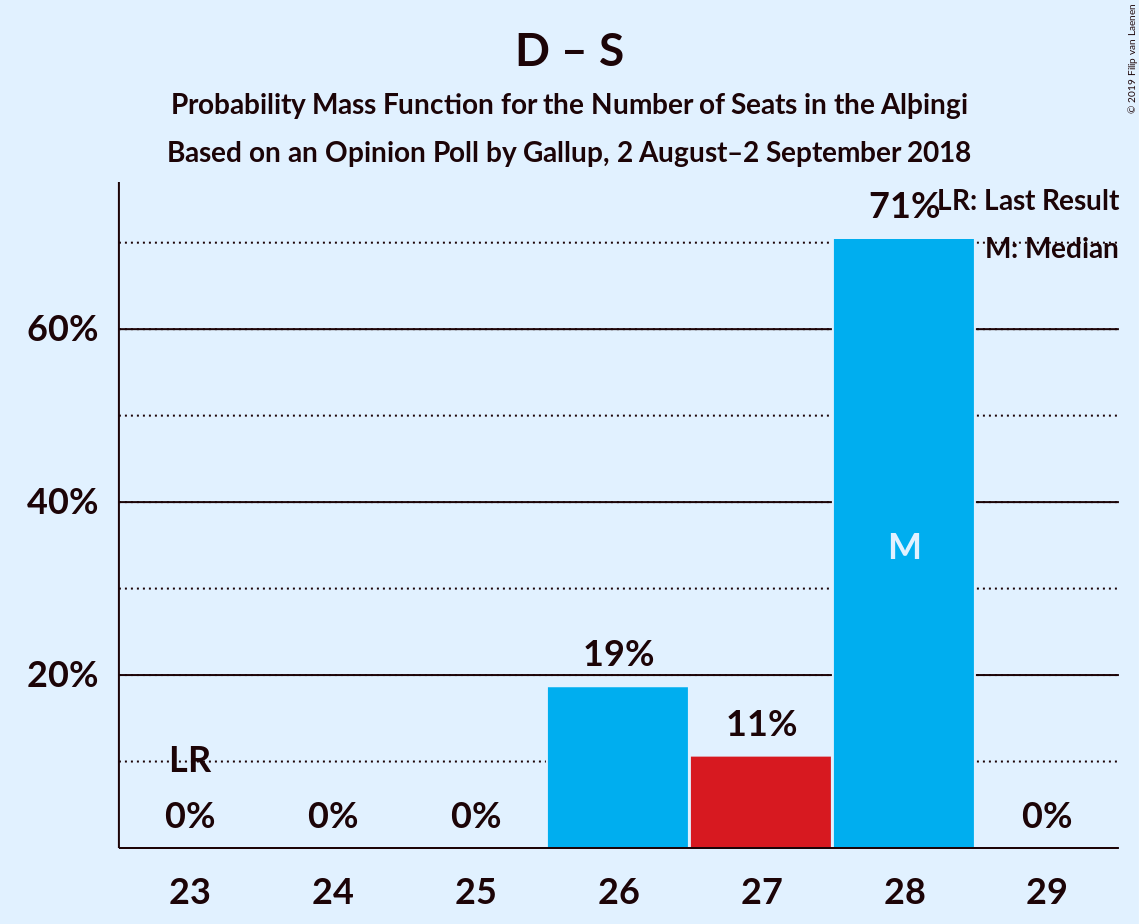 D – S
Probability Mass Function for the Number of Seats in the Alþingi
Based on an Opinion Poll by Gallup, 2 August–2 September 2018
© 2019 Filip van Laenen
LR: Last Result
M: Median
71%
60%
40%
M
19%
20%
11%
LR
0%
0%
0%
0%
23
24
25
26
27
28
29